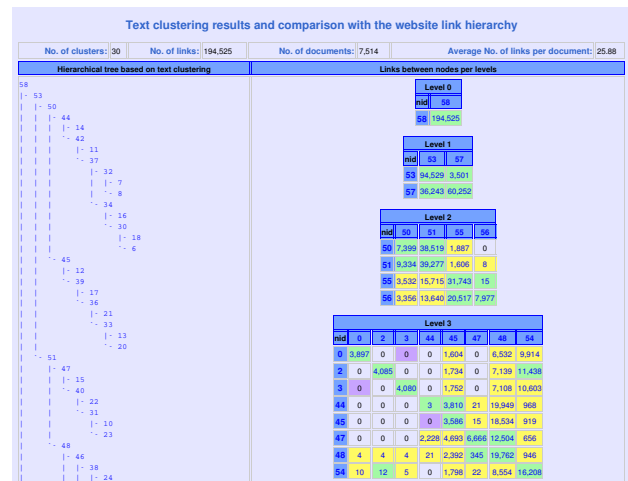 Text clustering results and comparison with the website link hierarchy
No. of clusters: 30 No. of links: 194,525 No. of documents: 7,514 Average No. of links per document: 25.88
Hierarchical tree based on text clustering
58
|- 53
| |- 50
| | |- 44
| | | |- 14
| | | `- 42
| | |   |- 11
| | |   `- 37
| | |     |- 32
| | |     | |- 7
| | |     | `- 8
| | |     `- 34
| | |       |- 16
| | |       `- 30
| | |         |- 18
| | |         `- 6
| | `- 45
| |   |- 12
| |   `- 39
| |     |- 17
| |     `- 36
| |       |- 21
| |       `- 33
| |         |- 13
| |         `- 20
| `- 51
|   |- 47
|   | |- 15
|   | `- 40
|   |   |- 22
|   |   `- 31
|   |     |- 10
|   |     `- 23
|   `- 48
|     |- 46
|     | |- 38
|     | | |- 24
Links between nodes per levels
Level 0
nid 58
58 194,525
Level 1
nid 53 57
53 94,529 3,501
57 36,243 60,252
Level 2
nid 50 51 55 56
50 7,399 38,519 1,887 0
51 9,334 39,277 1,606 8
55 3,532 15,715 31,743 15
56 3,356 13,640 20,517 7,977
Level 3
nid 0 2 3 44 45 47 48 54
0 3,897 0 0 0 1,604 0 6,532 9,914
2 0 4,085 0 0 1,734 0 7,139 11,438
3 0 0 4,080 0 1,752 0 7,108 10,603
44 0 0 0 3 3,810 21 19,949 968
45 0 0 0 0 3,586 15 18,534 919
47 0 0 0 2,228 4,693 6,666 12,504 656
48 4 4 4 21 2,392 345 19,762 946
54 10 12 5 0 1,798 22 8,554 16,208